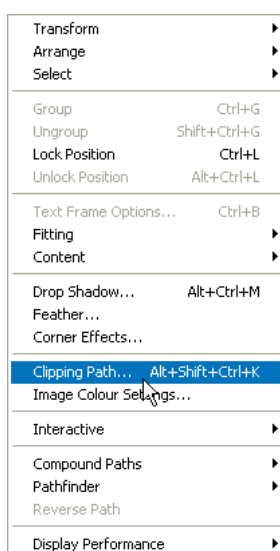 Transform
Arrange
Select
Group Ctrl+G
Ungroup Shift+Ctrl+G
Lock Position Ctrl+L
Unlock Position Alt+Ctrl+L
Text Frame Options... Ctrl+B
Fitting
Content
Drop Shadow... Alt+Ctrl+M
Feather...
Corner Effects...
Clipping Path... Alt+Shift+Ctrl+K
Image Colour Settings...
Interactive
Compound Paths
Pathfinder
Reverse Path
Display Performance